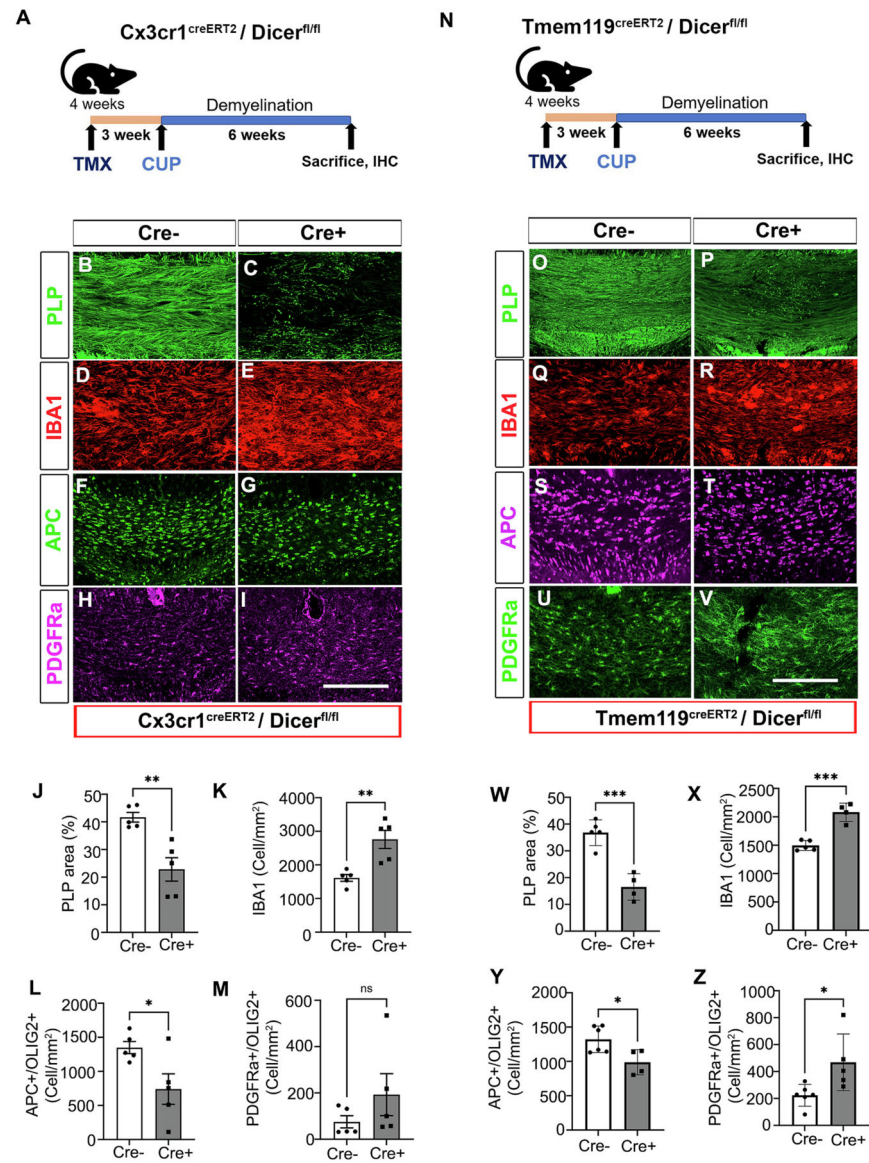 A
Cx3cr1creERT2 / Dicerfl/fl
4 weeks
Demyelination
3 week
6 weeks
TMX
CUP
Sacrifice, IHC
Cre-
Cre+
PLP
B
C
IBA1
D
E
APC
F
G
PDGFRa
H
I
Cx3cr1creERT2 / Dicerfl/fl
N
Tmem119creERT2 / Dicerfl/fl
4 weeks
Demyelination
3 week
6 weeks
TMX
CUP
Sacrifice, IHC
Cre-
Cre+
PLP
O
P
IBA1
Q
R
APC
S
T
PDGFRa
U
V
Tmem119creERT2 / Dicerfl/fl
J
PLP area (%)
50
40
30
20
10
0
**
Cre-
Cre+
K
IBA1 (Cell/mm²)
4000
3000
2000
1000
0
**
Cre-
Cre+
W
PLP area (%)
50
40
30
20
10
0
***
Cre-
Cre+
X
IBA1 (Cell/mm²)
2500
2000
1500
1000
500
0
***
Cre-
Cre+
L
APC+/OLIG2+
(Cell/mm²)
2000
1500
1000
500
0
*
Cre-
Cre+
M
PDGFRa+/OLIG2+
(Cell/mm²)
600
400
200
0
ns
Cre-
Cre+
Y
APC+/OLIG2+
(Cell/mm²)
2000
1500
1000
500
0
*
Cre-
Cre+
Z
PDGFRa+/OLIG2+
(Cell/mm²)
1000
800
600
400
200
0
*
Cre-
Cre+